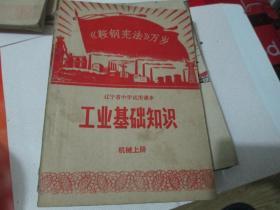 《鞍钢宪法》万岁
辽宁省中学试用课本
工业基础知识
机械上册